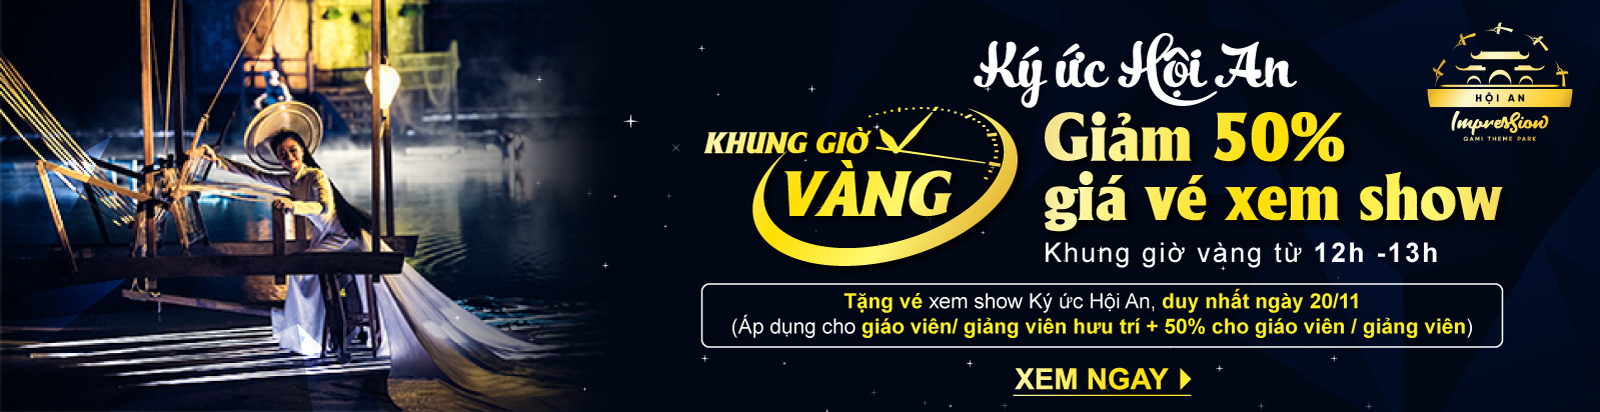 Ký ức Hội An
KHUNG GIỜ
VÀNG
Giảm 50%
giá vé xem show
Khung giờ vàng từ 12h -13h
Tặng vé xem show Ký ức Hội An, duy nhất ngày 20/11
(Áp dụng cho giáo viên/ giảng viên hưu trí + 50% cho giáo viên / giảng viên)
XEM NGAY
HỘI AN
Impression
GAMI THEME PARK